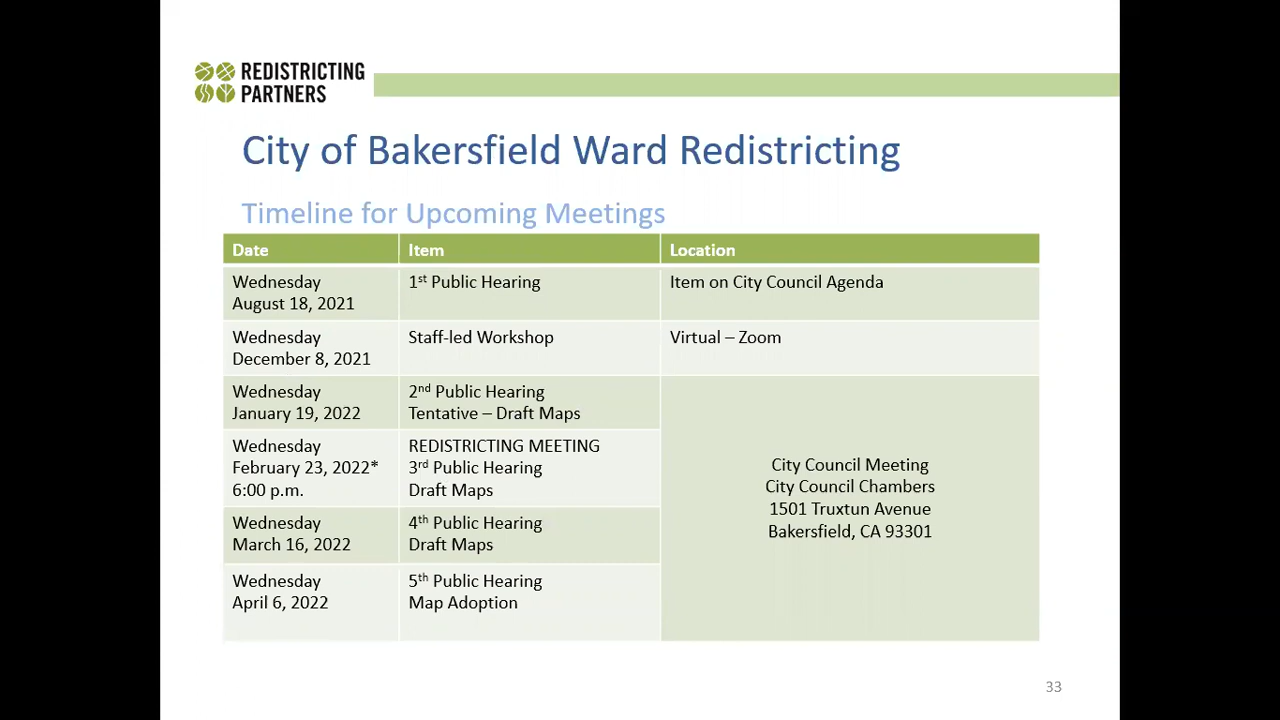 REDISTRICTING
PARTNERS
City of Bakersfield Ward Redistricting
Timeline for Upcoming Meetings
Date Item Location
Wednesday
August 18, 2021
1st Public Hearing
Item on City Council Agenda
Wednesday
December 8, 2021
Staff-led Workshop
Virtual – Zoom
Wednesday
January 19, 2022
2nd Public Hearing
Tentative – Draft Maps
Wednesday
February 23, 2022*
6:00 p.m.
REDISTRICTING MEETING
3rd Public Hearing
Draft Maps
Wednesday
March 16, 2022
4th Public Hearing
Draft Maps
Wednesday
April 6, 2022
5th Public Hearing
Map Adoption
City Council Meeting
City Council Chambers
1501 Truxtun Avenue
Bakersfield, CA 93301
33